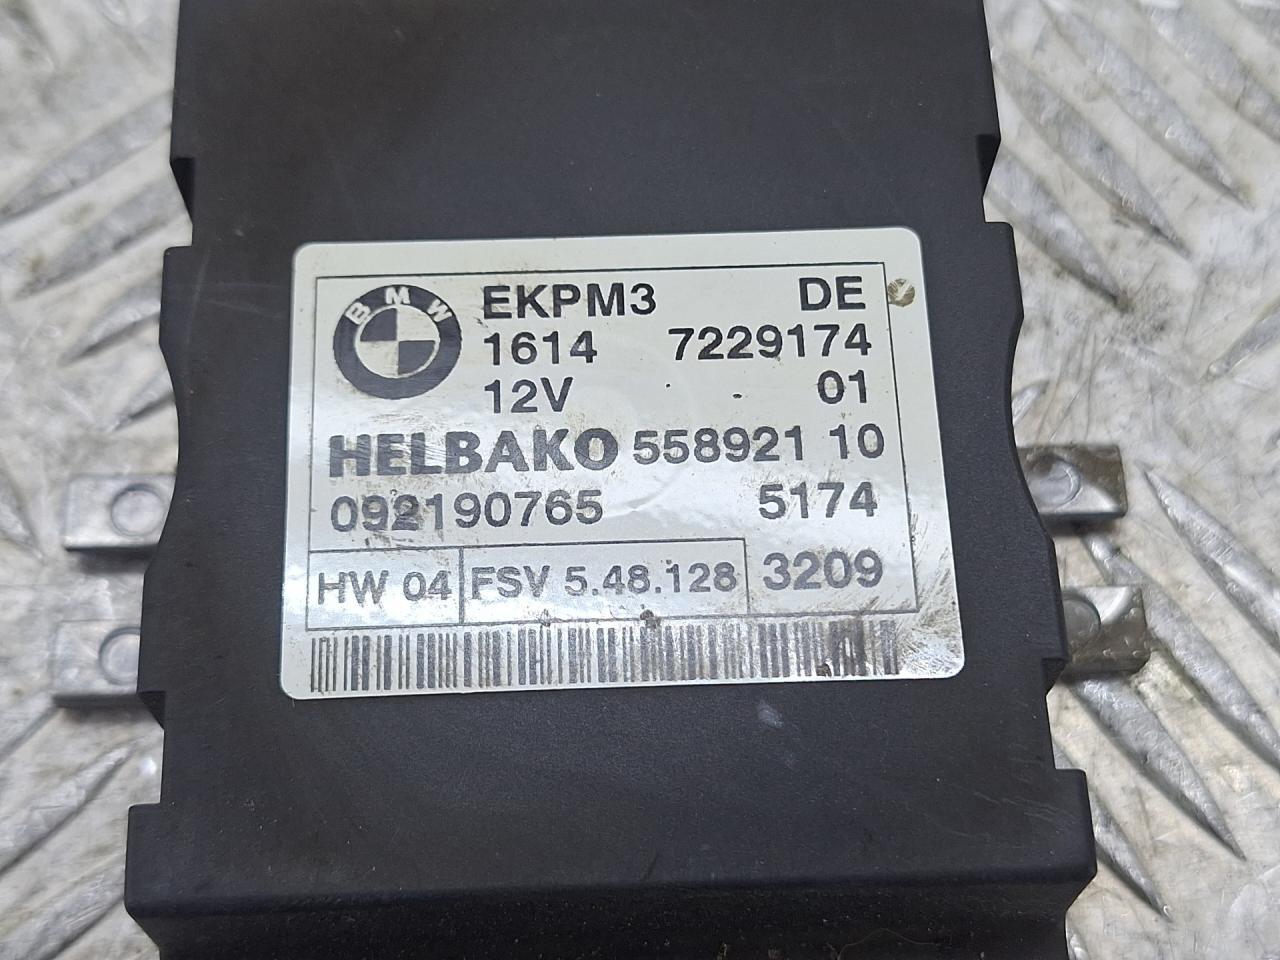 BMW
EKPM3 DE
1614 7229174
12V 01
HELBAKO 558921 10
092190765 5174
HW 04 FSV 5.48.128 3209